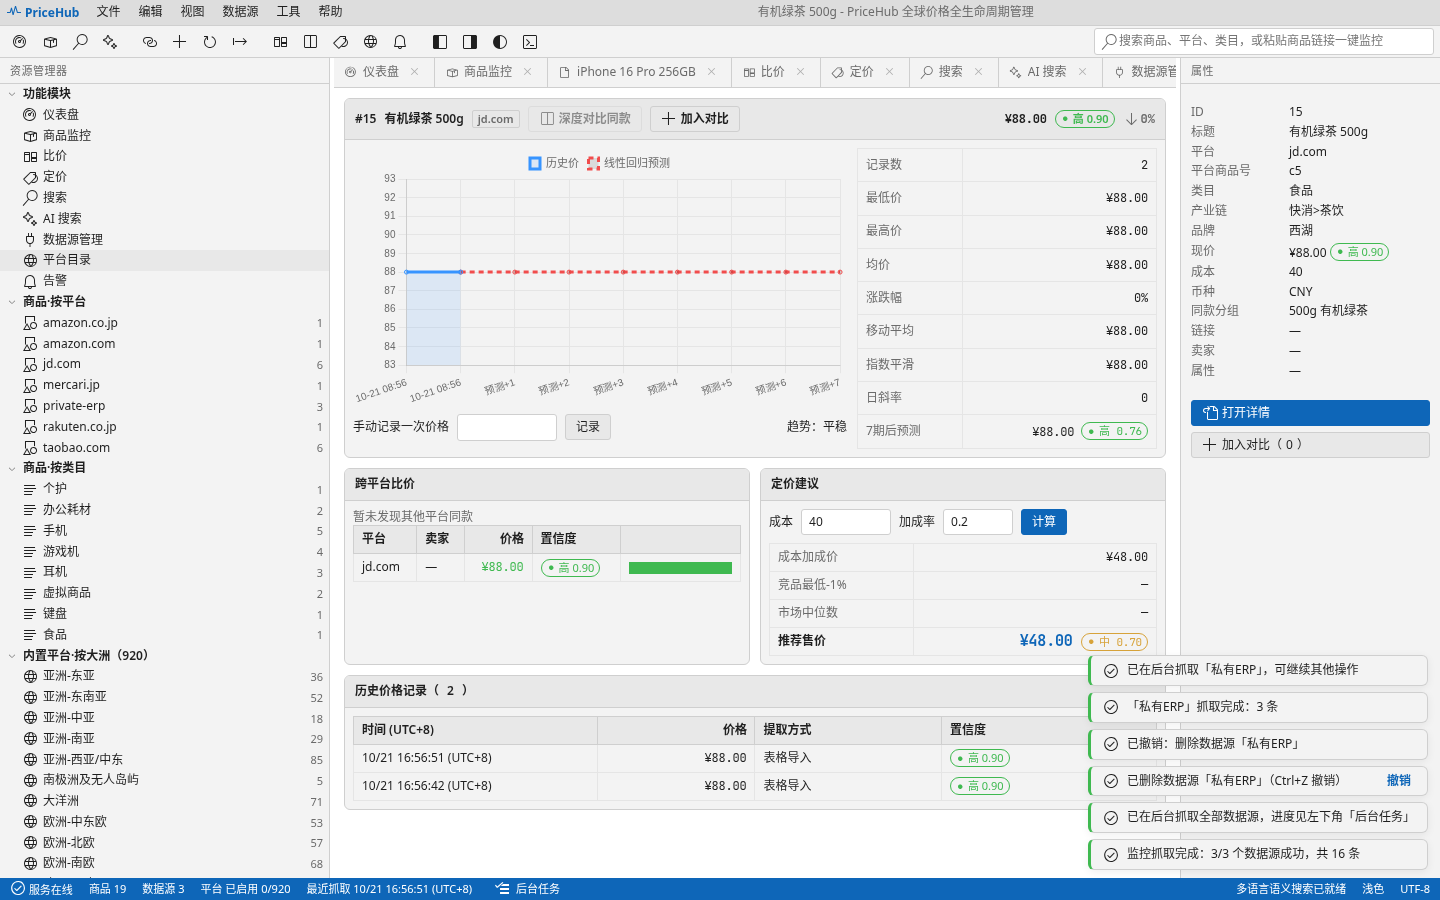 PriceHub 文件 编辑 视图 数据源 工具 帮助 有机绿茶 500g - PriceHub 全球价格全生命周期管理
搜索商品、平台、类目，或粘贴商品链接一键监控
资源管理器
功能模块
仪表盘
商品监控
比价
定价
搜索
AI 搜索
数据源管理
平台目录
告警
商品·按平台
amazon.co.jp 1
amazon.com 1
jd.com 6
mercari.jp 1
private-erp 3
rakuten.co.jp 1
taobao.com 6
商品·按类目
个护 1
办公耗材 2
手机 5
游戏机 4
耳机 3
虚拟商品 2
键盘 1
食品 1
内置平台·按大洲（920）
亚洲-东亚 36
亚洲-东南亚 52
亚洲-中亚 18
亚洲-南亚 29
亚洲-西亚/中东 85
南极洲及无人岛屿 5
大洋洲 71
欧洲-中东欧 53
欧洲-北欧 57
欧洲-南欧 68
仪表盘 商品监控 iPhone 16 Pro 256GB 比价 定价 搜索 AI 搜索 数据源管
#15 有机绿茶 500g jd.com 深度对比同款 加入对比 ¥88.00 高 0.90 0%
历史价 线性回归预测
93
92
91
90
89
88
87
86
85
84
83
10-21 08:56 10-21 08:56 预测+1 预测+2 预测+3 预测+4 预测+5 预测+6 预测+7
手动记录一次价格 记录 趋势：平稳
记录数 2
最低价 ¥88.00
最高价 ¥88.00
均价 ¥88.00
涨跌幅 0%
移动平均 ¥88.00
指数平滑 ¥88.00
日斜率 0
7期后预测 ¥88.00 高 0.76
跨平台比价
暂未发现其他平台同款
平台 卖家 价格 置信度
jd.com — ¥88.00 高 0.90
定价建议
成本 40 加成率 0.2 计算
成本加成价 ¥48.00
竞品最低-1% —
市场中位数 —
推荐售价 ¥48.00 中 0.70
历史价格记录（ 2 ）
时间 (UTC+8) 价格 提取方式 置信度
10/21 16:56:51 (UTC+8) ¥88.00 表格导入 高 0.90
10/21 16:56:42 (UTC+8) ¥88.00 表格导入 高 0.90
属性
ID 15
标题 有机绿茶 500g
平台 jd.com
平台商品号 c5
类目 食品
产业链 快消>茶饮
品牌 西湖
现价 ¥88.00 高 0.90
成本 40
币种 CNY
同款分组 500g 有机绿茶
链接 —
卖家 —
属性 —
打开详情
加入对比（ 0 ）
已在后台抓取「私有ERP」，可继续其他操作
「私有ERP」抓取完成：3 条
已撤销：删除数据源「私有ERP」
已删除数据源「私有ERP」（Ctrl+Z 撤销） 撤销
已在后台抓取全部数据源，进度见左下角「后台任务」
监控抓取完成：3/3 个数据源成功，共 16 条
服务在线 商品 19 数据源 3 平台 已启用 0/920 最近抓取 10/21 16:56:51 (UTC+8) 后台任务 多语言语义搜索已就绪 浅色 UTF-8